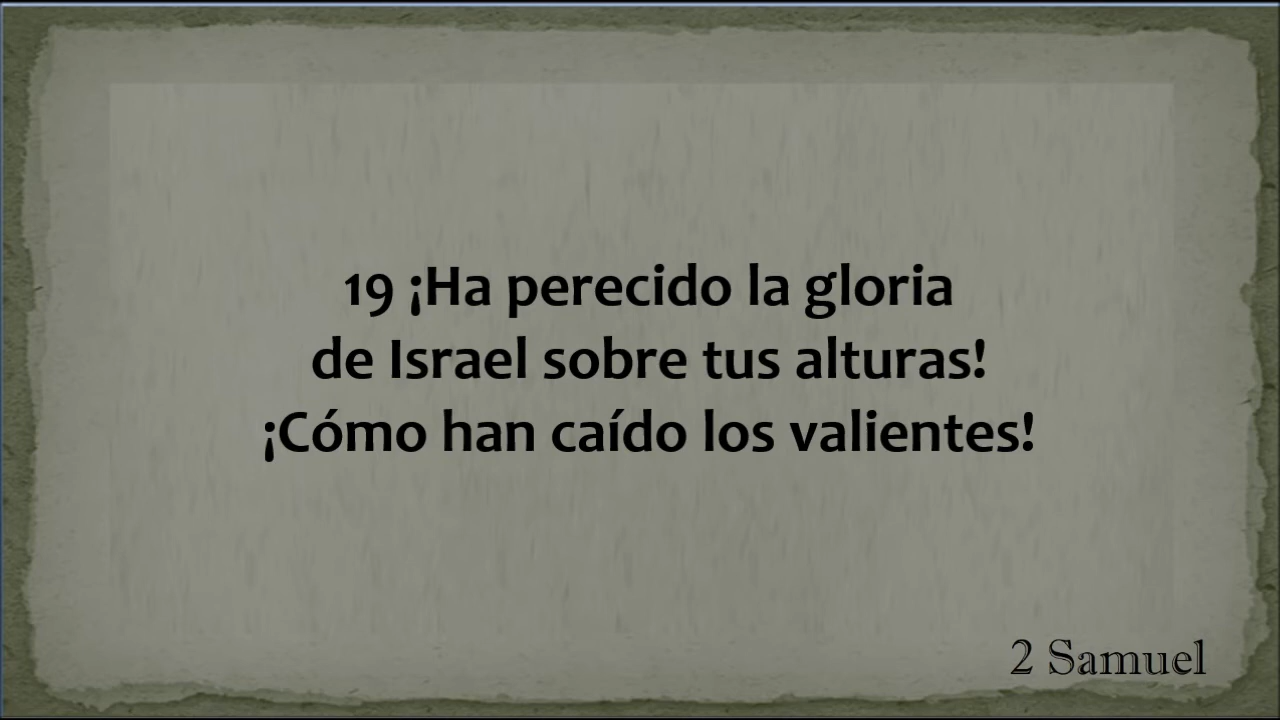 19 ¡Ha perecido la gloria
de Israel sobre tus alturas!
¡Cómo han caído los valientes!
2 Samuel